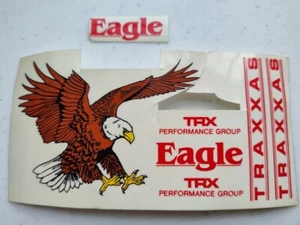 Eagle
TRX
PERFORMANCE GROUP
Eagle
TRX
PERFORMANCE GROUP
TRAXXAS
TRAXXAS